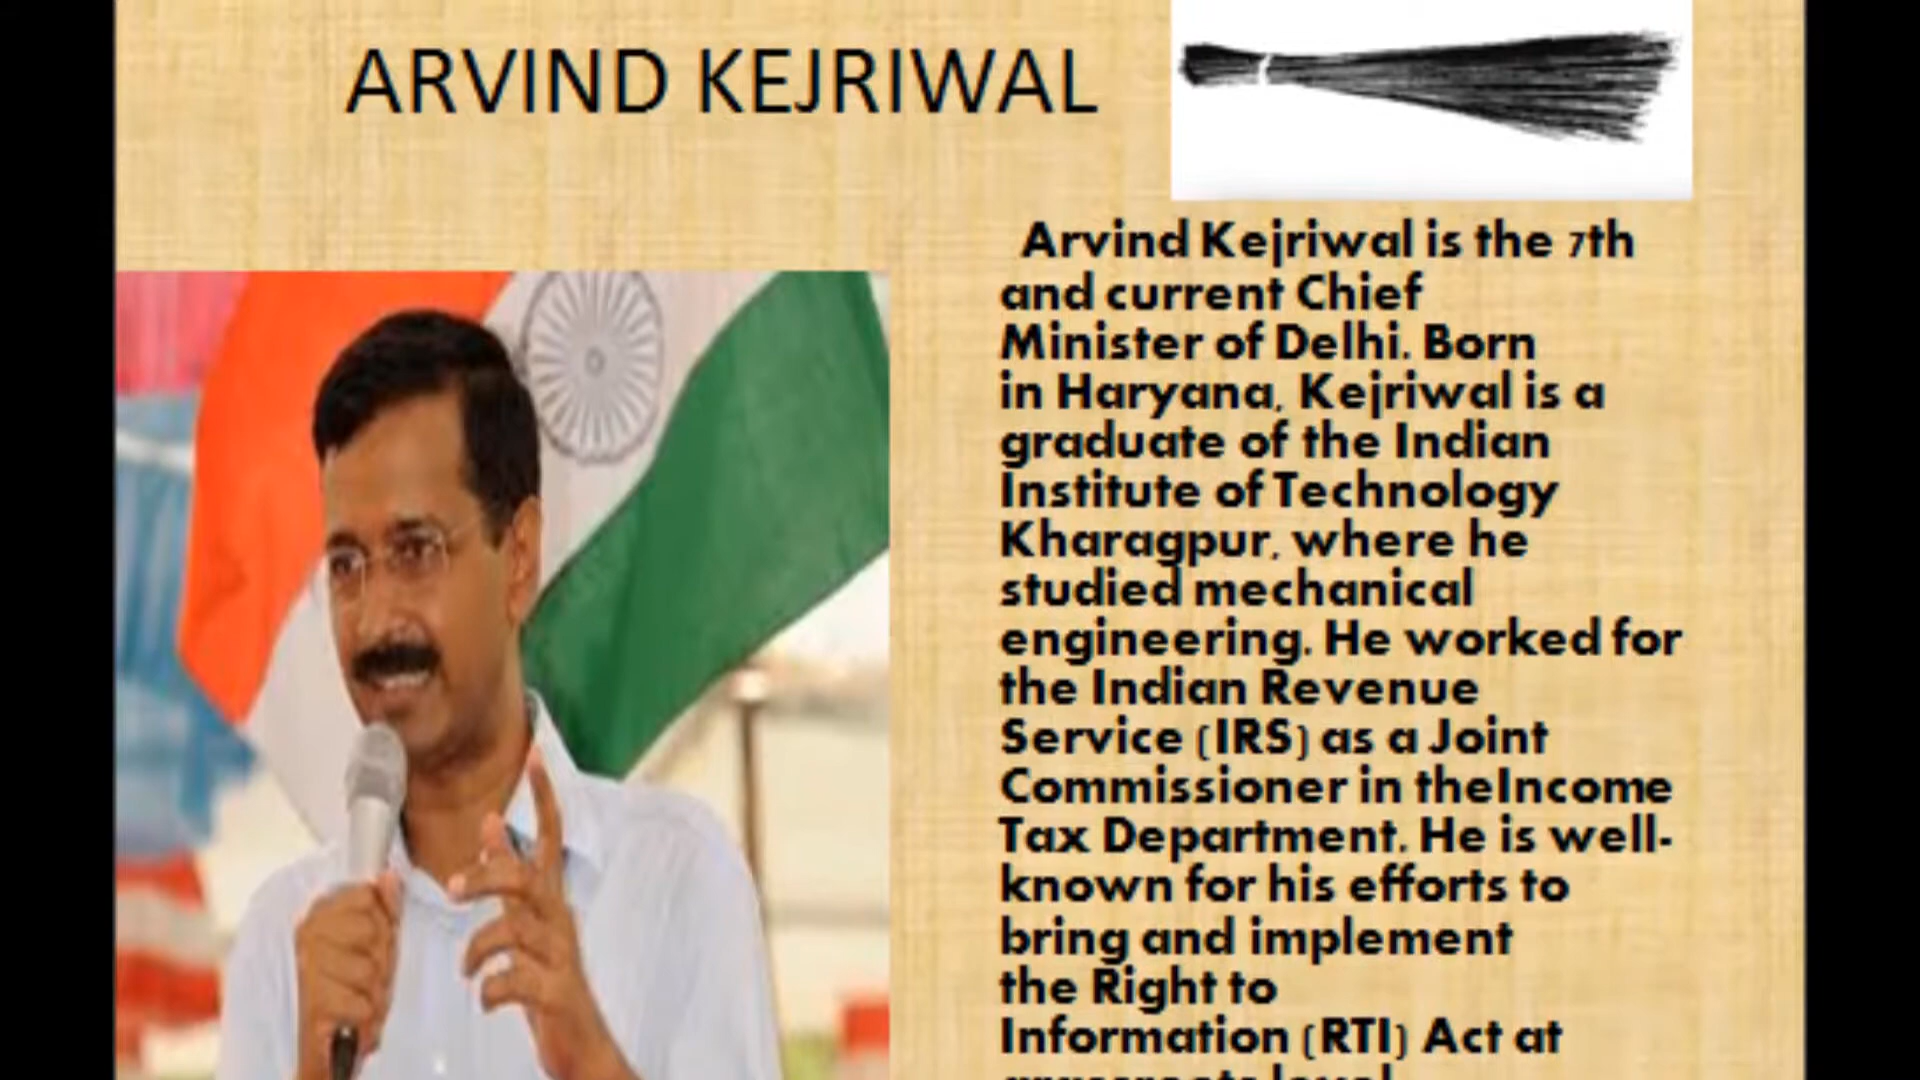 ARVIND KEJRIWAL
Arvind Kejriwal is the 7th
and current Chief
Minister of Delhi. Born
in Haryana, Kejriwal is a
graduate of the Indian
Institute of Technology
Kharagpur, where he
studied mechanical
engineering. He worked for
the Indian Revenue
Service (IRS) as a Joint
Commissioner in theIncome
Tax Department. He is well-
known for his efforts to
bring and implement
the Right to
Information (RTI) Act at